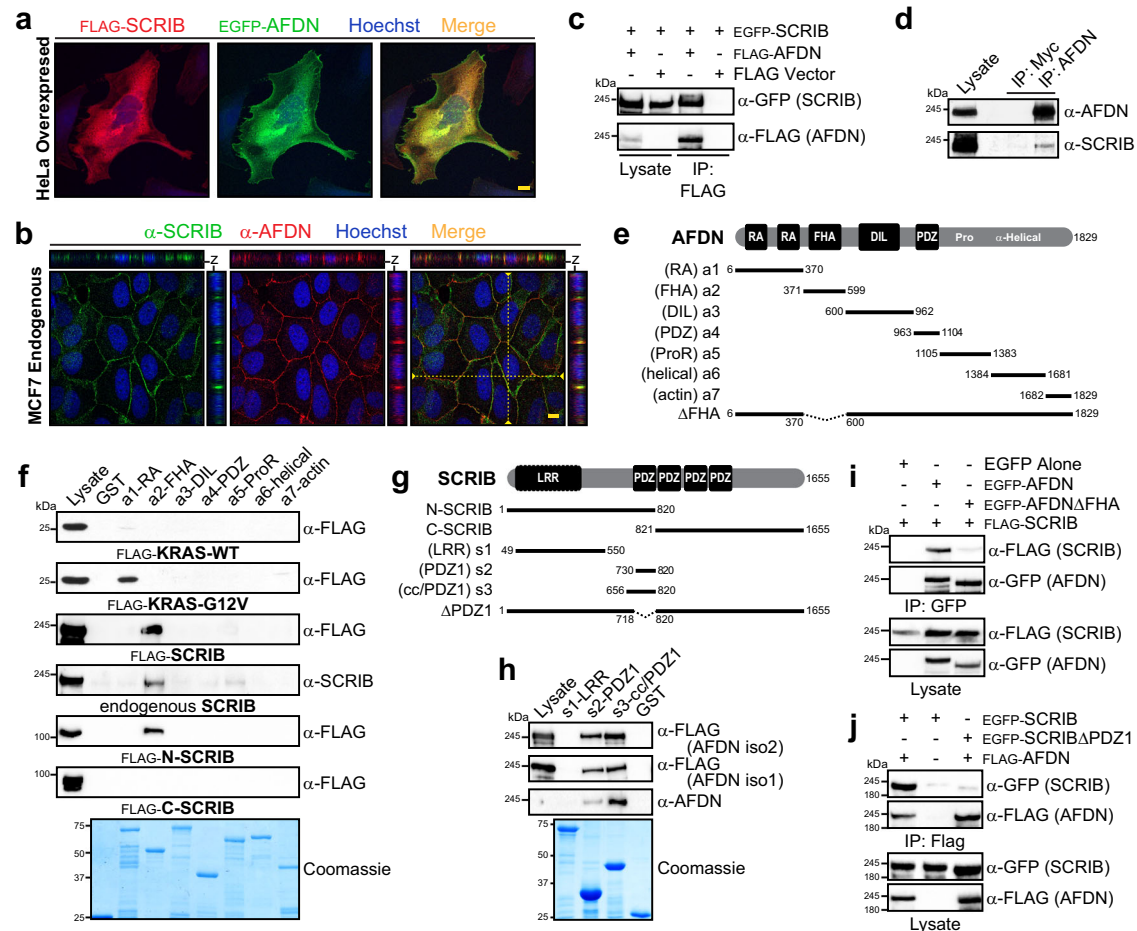 a
FLAG-SCRIB EGFP-AFDN Hoechst Merge
HeLa Overexpresed
b
α-SCRIB α-AFDN Hoechst Merge
Z Z Z
MCF7 Endogenous
c
+ + + + EGFP-SCRIB
+ - + - FLAG-AFDN
- + - + FLAG Vector
kDa
245 α-GFP (SCRIB)
245 α-FLAG (AFDN)
Lysate IP: FLAG
d
Lysate IP: Myc IP: AFDN
kDa
245 α-AFDN
245 α-SCRIB
e
AFDN RA RA FHA DIL PDZ Pro α-Helical 1829
(RA) a1 6 370
(FHA) a2 371 599
(DIL) a3 600 962
(PDZ) a4 963 1104
(ProR) a5 1105 1383
(helical) a6 1384 1681
(actin) a7 1682 1829
ΔFHA 6 370 600 1829
f
Lysate GST a1-RA a2-FHA a3-DIL a4-PDZ a5-ProR a6-helical a7-actin
kDa
25 α-FLAG
FLAG-KRAS-WT
25 α-FLAG
FLAG-KRAS-G12V
245 α-FLAG
FLAG-SCRIB
245 α-SCRIB
endogenous SCRIB
100 α-FLAG
FLAG-N-SCRIB
100 α-FLAG
FLAG-C-SCRIB
75
50
37
25
Coomassie
g
SCRIB LRR PDZ PDZ PDZ PDZ 1655
N-SCRIB 1 820
C-SCRIB 821 1655
(LRR) s1 49 550
(PDZ1) s2 730 820
(cc/PDZ1) s3 656 820
ΔPDZ1 1 718 820 1655
h
Lysate s1-LRR s2-PDZ1 s3-cc/PDZ1 GST
kDa
245 α-FLAG
(AFDN iso2)
245 α-FLAG
(AFDN iso1)
245 α-AFDN
75
50
37
25
Coomassie
i
+ - - EGFP Alone
- + - EGFP-AFDN
- - + EGFP-AFDNΔFHA
+ + + FLAG-SCRIB
kDa
245 α-FLAG (SCRIB)
245 α-GFP (AFDN)
IP: GFP
245 α-FLAG (SCRIB)
245 α-GFP (AFDN)
Lysate
j
+ + - EGFP-SCRIB
- - + EGFP-SCRIBΔPDZ1
+ - + FLAG-AFDN
kDa
245
180
α-GFP (SCRIB)
245
180
α-FLAG (AFDN)
IP: Flag
245
180
α-GFP (SCRIB)
245
180
α-FLAG (AFDN)
Lysate